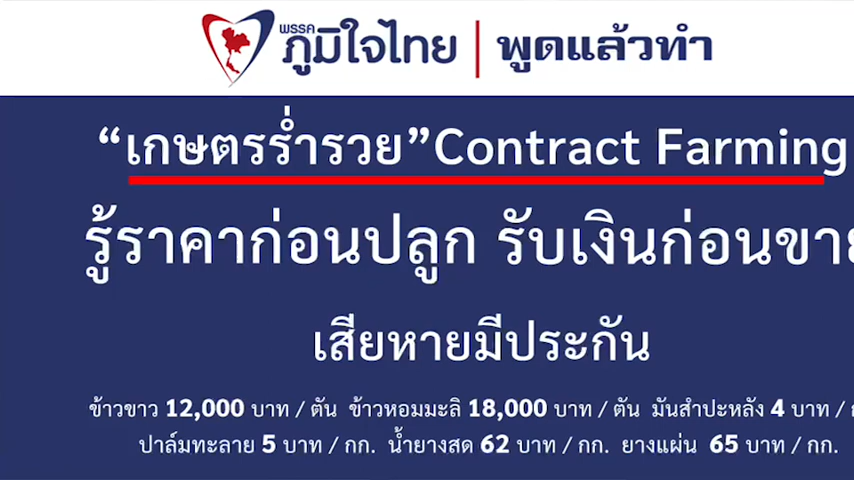 พรรค
ภูมิใจไทย | พูดแล้วทำ
“เกษตรร่ำรวย”Contract Farming
รู้ราคาก่อนปลูก รับเงินก่อนขาย
เสียหายมีประกัน
ข้าวขาว 12,000 บาท / ตัน ข้าวหอมมะลิ 18,000 บาท / ตัน มันสำปะหลัง 4 บาท /
ปาล์มทะลาย 5 บาท / กก. น้ำยางสด 62 บาท / กก. ยางแผ่น 65 บาท / กก.